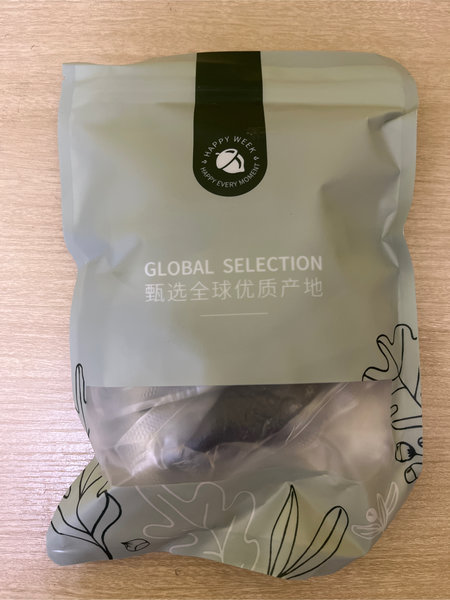 HAPPY WEEK
HAPPY EVERY MOMENT
GLOBAL SELECTION
甄选全球优质产地